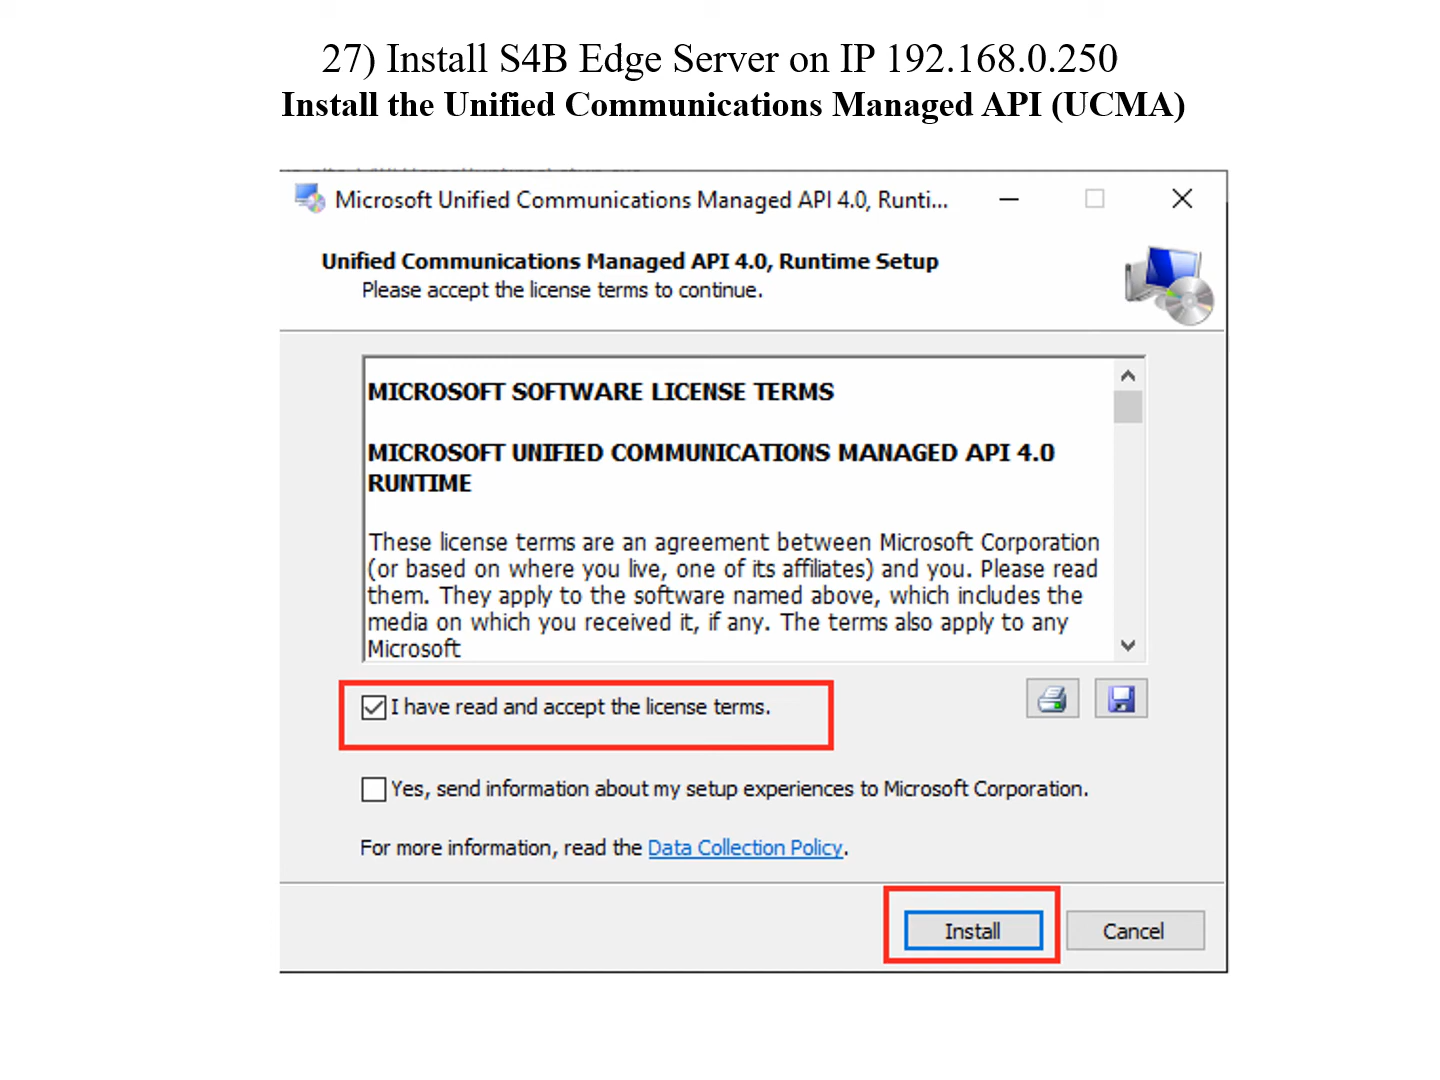 27) Install S4B Edge Server on IP 192.168.0.250
Install the Unified Communications Managed API (UCMA)
Microsoft Unified Communications Managed API 4.0, Runti...
Unified Communications Managed API 4.0, Runtime Setup
Please accept the license terms to continue.
MICROSOFT SOFTWARE LICENSE TERMS
MICROSOFT UNIFIED COMMUNICATIONS MANAGED API 4.0
RUNTIME
These license terms are an agreement between Microsoft Corporation
(or based on where you live, one of its affiliates) and you. Please read
them. They apply to the software named above, which includes the
media on which you received it, if any. The terms also apply to any
Microsoft
I have read and accept the license terms.
Yes, send information about my setup experiences to Microsoft Corporation.
For more information, read the Data Collection Policy.
Install
Cancel